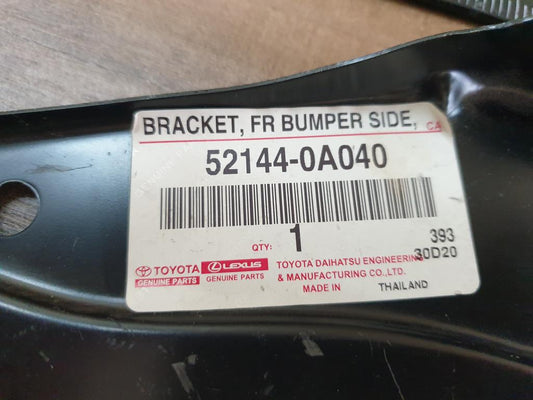 BRACKET, FR BUMPER SIDE, CA
52144-0A040
QTY: 1
393
30D20
TOYOTA
GENUINE PARTS
LEXUS
GENUINE PARTS
TOYOTA DAIHATSU ENGINEERING
& MANUFACTURING CO.,LTD.
MADE IN THAILAND